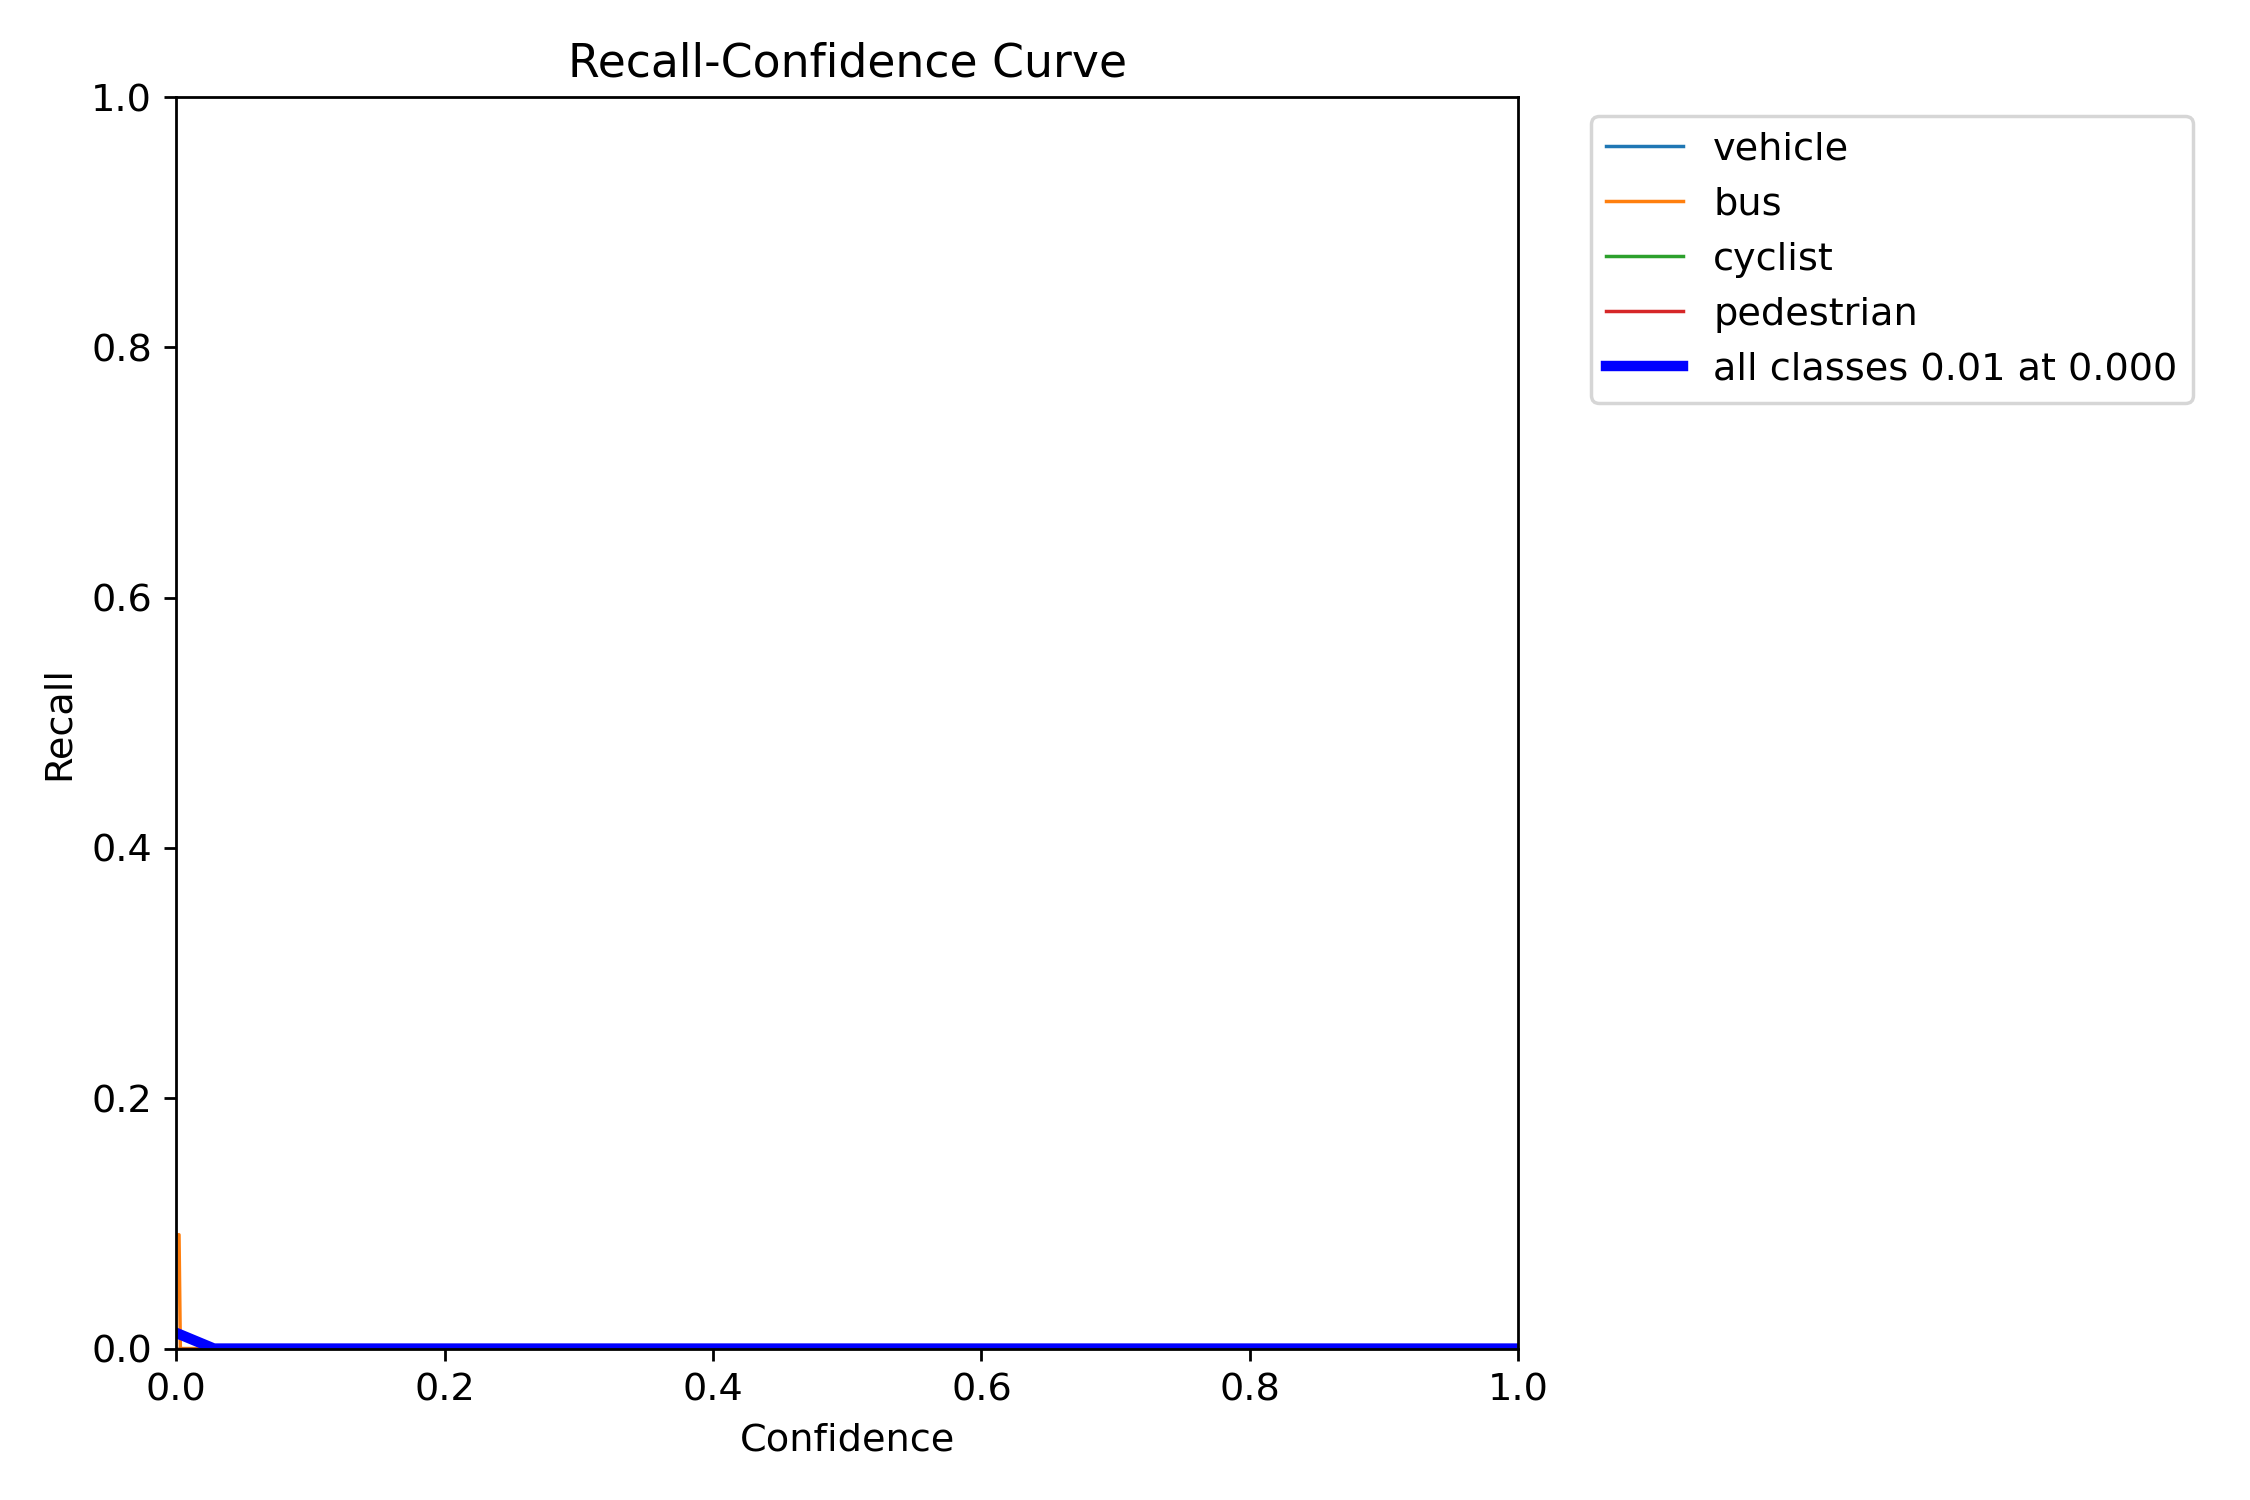 Recall-Confidence Curve
1.0
0.8
0.6
0.4
0.2
0.0
Recall
0.0 0.2 0.4 0.6 0.8 1.0
Confidence
vehicle
bus
cyclist
pedestrian
all classes 0.01 at 0.000